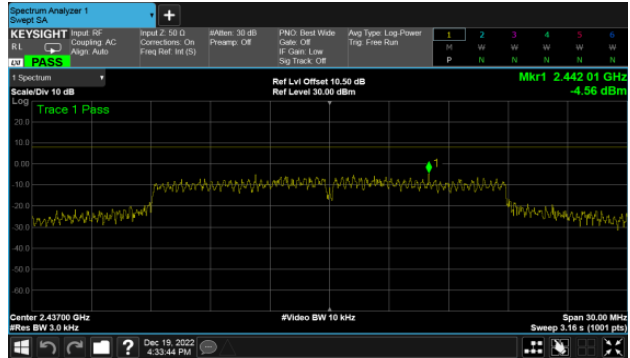 Spectrum Analyzer 1
Swept SA
+
KEYSIGHT Input: RF Input Z: 50 Ω #Atten: 30 dB PNO: Best Wide Avg Type: Log-Power 1 2 3 4 5 6
R L Coupling: AC Corrections: On Preamp: Off Gate: Off Trig: Free Run M W W W W W
Align: Auto Freq Ref: Int (S) IF Gain: Low P N N N N N
PASS Sig Track: Off
1 Spectrum Ref Lvl Offset 10.50 dB Mkr1 2.442 01 GHz
Scale/Div 10 dB Ref Level 30.00 dBm -4.56 dBm
Log Trace 1 Pass
20.0
10.0
0.00
1
-10.0
-20.0
-30.0
-40.0
-50.0
-60.0
Center 2.43700 GHz #Video BW 10 kHz Span 30.00 MHz
#Res BW 3.0 kHz Sweep 3.16 s (1001 pts)
? Dec 19, 2022
4:33:44 PM